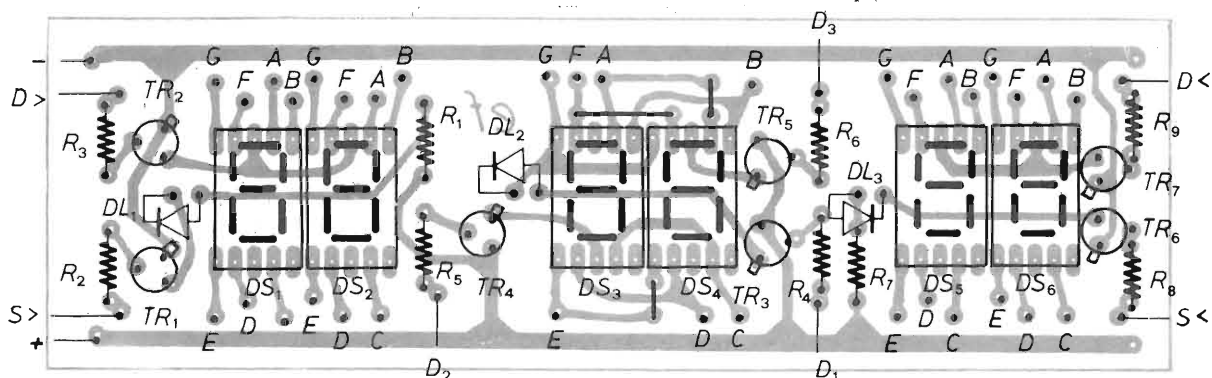 D₃
G A G B G F A B G A G A
− F B F A F B F B D <
D > TR₂ R₁ TR₅ R₆ R₉
R₃ DL₂ DL₃ TR₇
DL₁ TR₆
R₂ R₅ R₄ R₇ R₈
TR₁ DS₁ DS₂ TR₄ DS₃ DS₄ TR₃ DS₅ DS₆
S > D E D C E D C D E D C S <
+ E E C
D₂ D₁